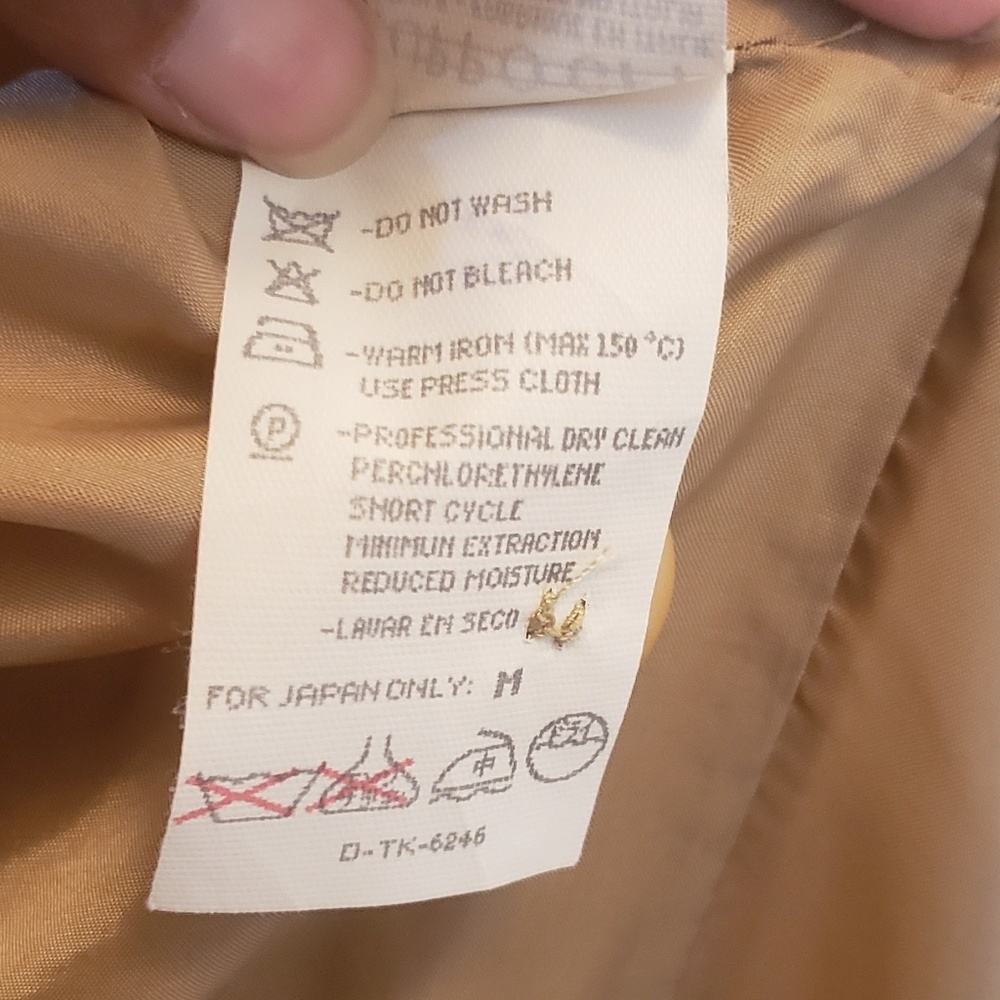 -DO NOT WASH
-DO NOT BLEACH
-WARM IRON (MAX 150 °C)
USE PRESS CLOTH
P
-PROFESSIONAL DRY CLEAN
PERCHLORETHYLENE
SHORT CYCLE
MINIMUN EXTRACTION
REDUCED MOISTURE
-LAVAR EN SECO
FOR JAPAN ONLY: M
中
D-TK-6246